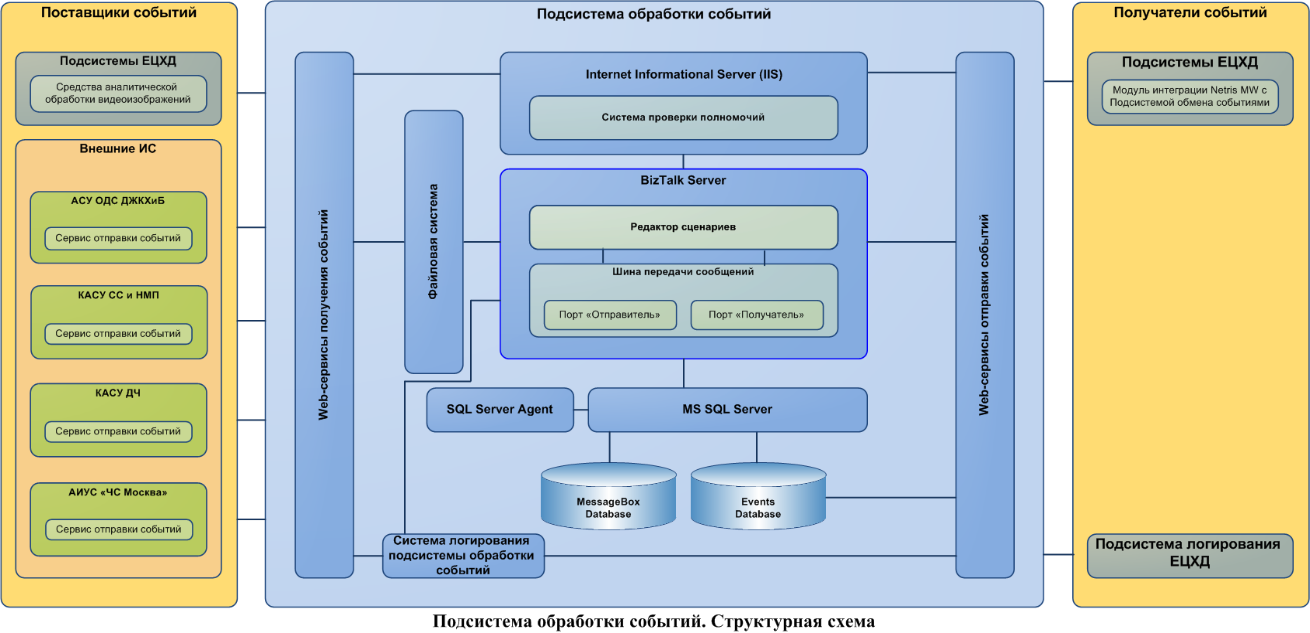 Поставщики событий
Подсистемы ЕЦХД
Средства аналитической
обработки видеоизображений
Внешние ИС
АСУ ОДС ДЖКХиБ
Сервис отправки событий
КАСУ СС и НМП
Сервис отправки событий
КАСУ ДЧ
Сервис отправки событий
АИУС «ЧС Москва»
Сервис отправки событий
Подсистема обработки событий
Web-сервисы получения событий
Файловая система
Internet Informational Server (IIS)
Система проверки полномочий
BizTalk Server
Редактор сценариев
Шина передачи сообщений
Порт «Отправитель»
Порт «Получатель»
SQL Server Agent
MS SQL Server
MessageBox
Database
Events
Database
Система логирования
подсистемы обработки
событий
Web-сервисы отправки событий
Получатели событий
Подсистемы ЕЦХД
Модуль интеграции Netris MW с
Подсистемой обмена событиями
Подсистема логирования
ЕЦХД
Подсистема обработки событий. Структурная схема